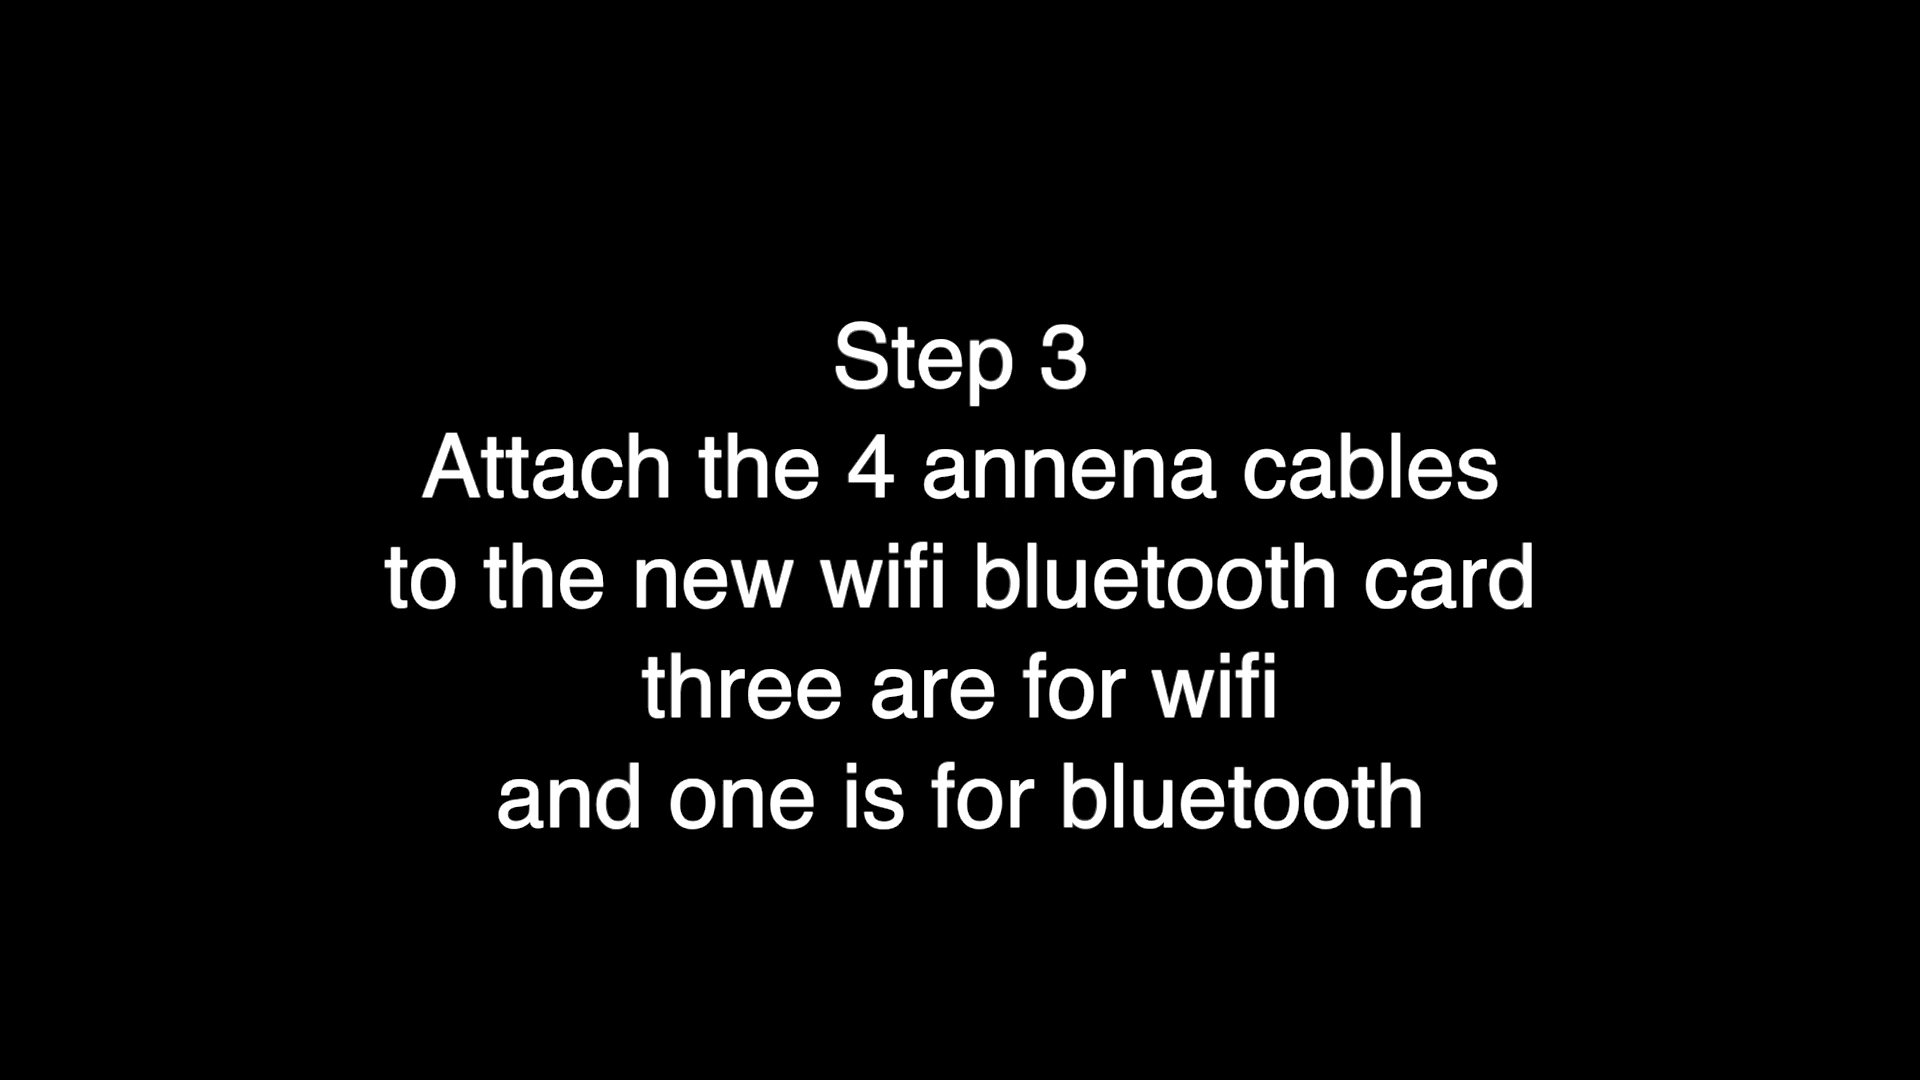 Step 3
Attach the 4 annena cables
to the new wifi bluetooth card
three are for wifi
and one is for bluetooth